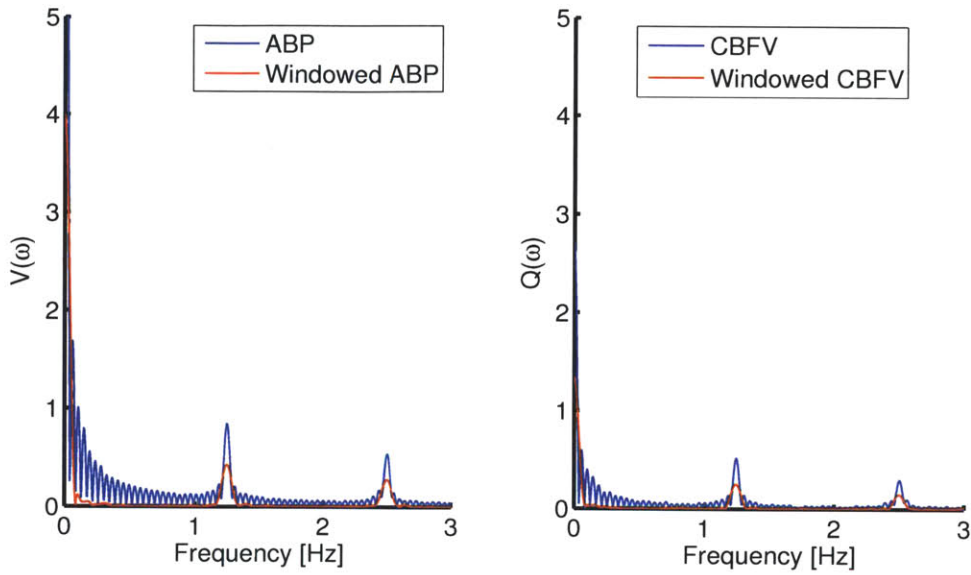 5
4
3
2
1
0
V(ω)
ABP
Windowed ABP
0
1
2
3
Frequency [Hz]
5
4
3
2
1
0
Q(ω)
CBFV
Windowed CBFV
0
1
2
3
Frequency [Hz]